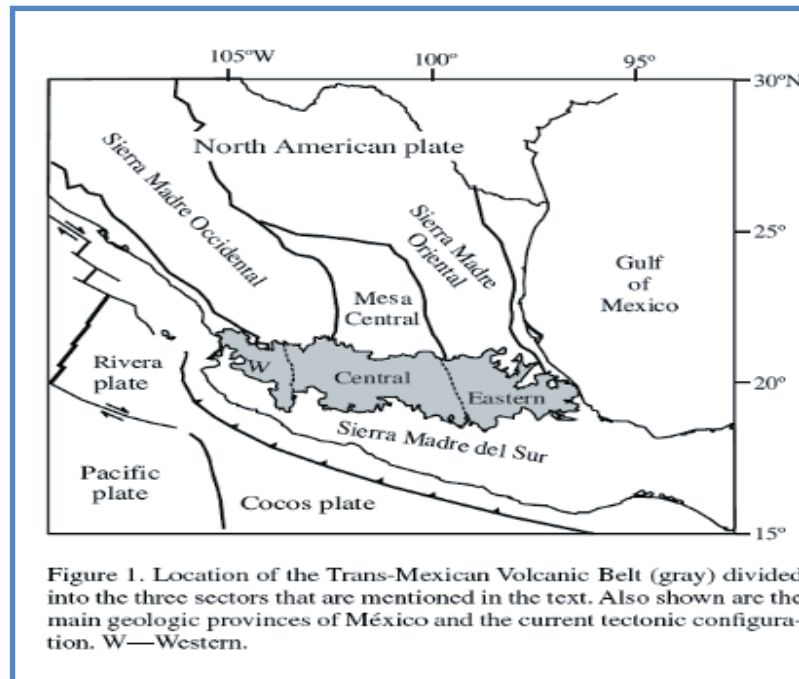 105°W 100° 95°
30°N
North American plate
Sierra Madre Occidental
Sierra Madre
Oriental
25°
Gulf
of
Mexico
Mesa
Central
Rivera
plate
W
Central
Eastern
20°
Sierra Madre del Sur
Pacific
plate
Cocos plate
15°
Figure 1. Location of the Trans-Mexican Volcanic Belt (gray) divided
into the three sectors that are mentioned in the text. Also shown are the
main geologic provinces of México and the current tectonic configura-
tion. W—Western.